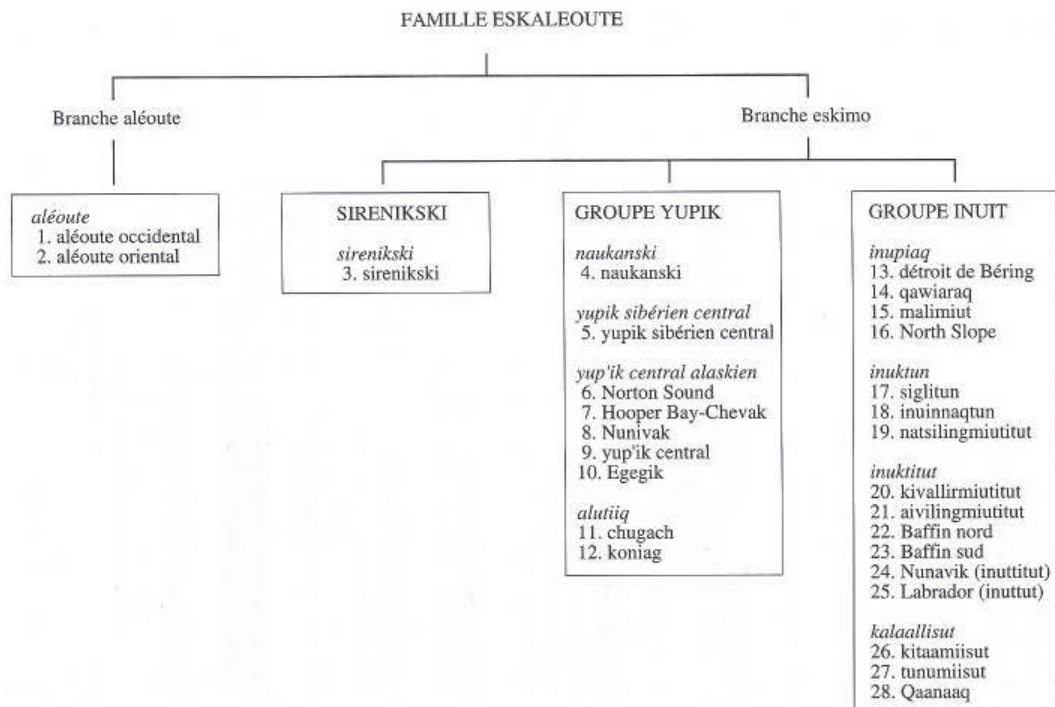 FAMILLE ESKALEOUTE
Branche aléoute
Branche eskimo
aléoute
1. aléoute occidental
2. aléoute oriental
SIRENIKSKI
sirenikski
3. sirenikski
GROUPE YUPIK
naukanski
4. naukanski
yupik sibérien central
5. yupik sibérien central
yup'ik central alaskien
6. Norton Sound
7. Hooper Bay-Chevak
8. Nunivak
9. yup'ik central
10. Egegik
alutiiq
11. chugach
12. koniag
GROUPE INUIT
inupiaq
13. détroit de Béring
14. qawiaraq
15. malimiut
16. North Slope
inuktun
17. siglitun
18. inuinnaqtun
19. natsilingmiutitut
inuktitut
20. kivallirmiutitut
21. aivilingmiutitut
22. Baffin nord
23. Baffin sud
24. Nunavik (inuttitut)
25. Labrador (inuttut)
kalaallisut
26. kitaamiisut
27. tunumiisut
28. Qaanaaq